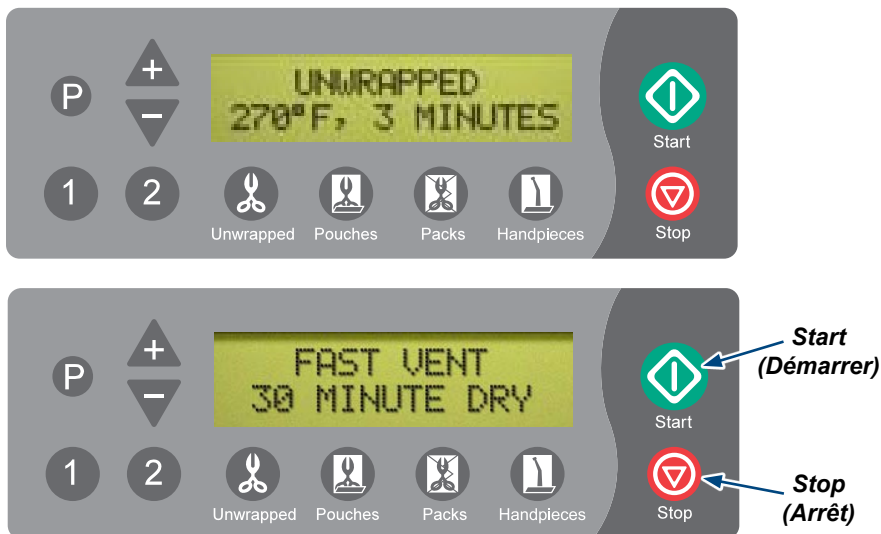 UNWRAPPED
270°F, 3 MINUTES
P
+
−
1
2
Unwrapped
Pouches
Packs
Handpieces
Start
Stop
FAST VENT
30 MINUTE DRY
P
+
−
1
2
Unwrapped
Pouches
Packs
Handpieces
Start
Stop
Start
(Démarrer)
Stop
(Arrêt)